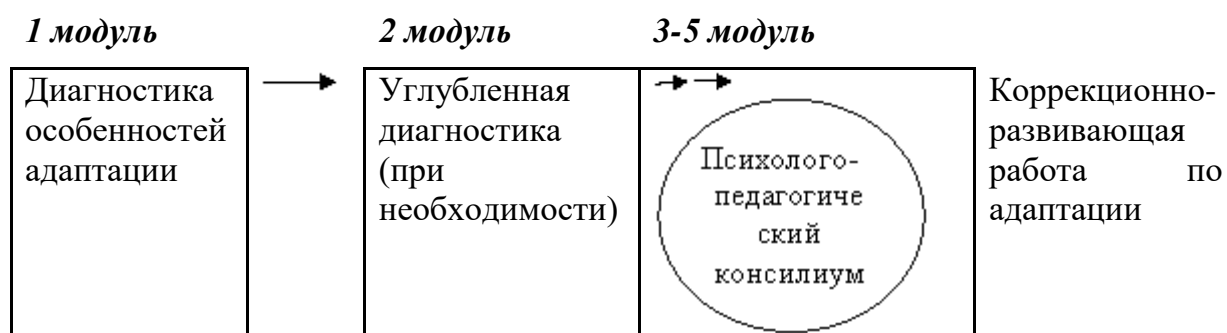 1 модуль 2 модуль 3-5 модуль
Диагностика
особенностей
адаптации
Углубленная
диагностика
(при
необходимости)
Психолого-
педагогиче
ский
консилиум
Коррекционно-
развивающая
работа по
адаптации